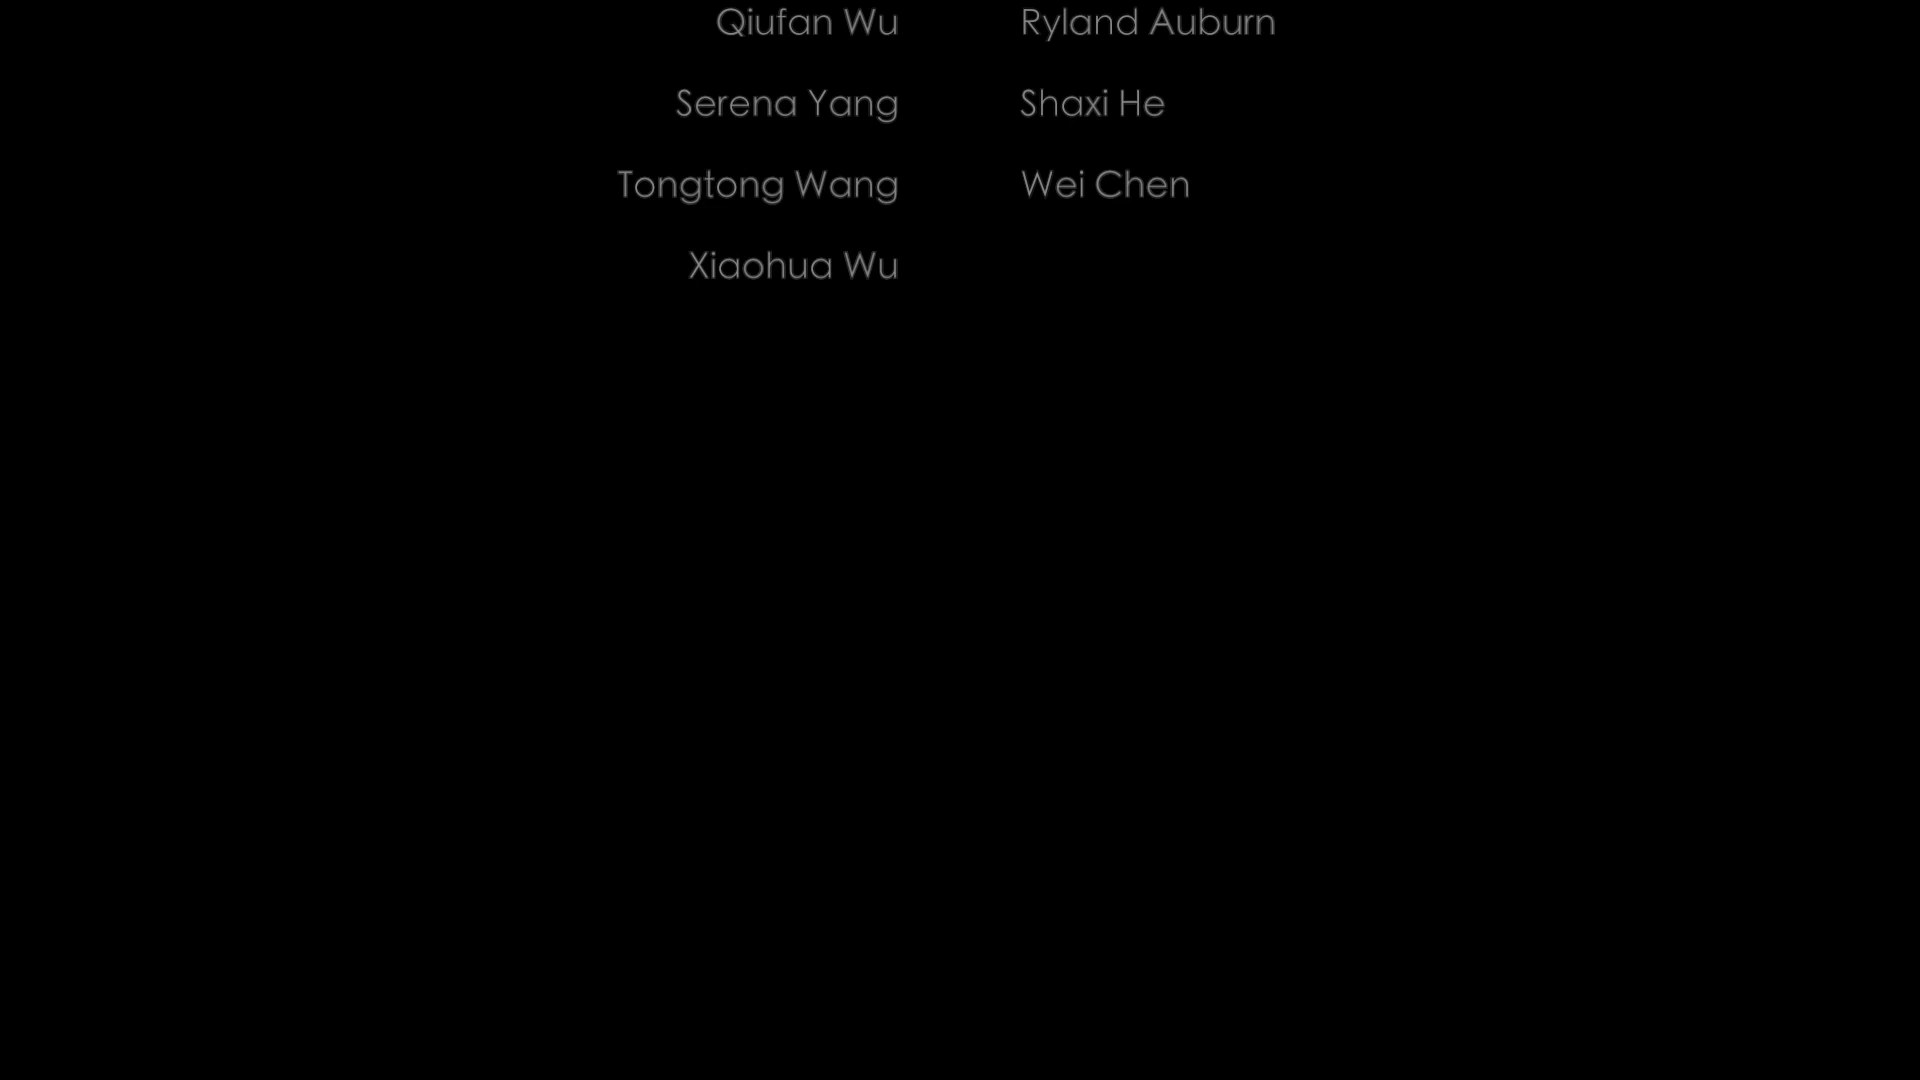 Qiufan Wu Ryland Auburn
Serena Yang Shaxi He
Tongtong Wang Wei Chen
Xiaohua Wu